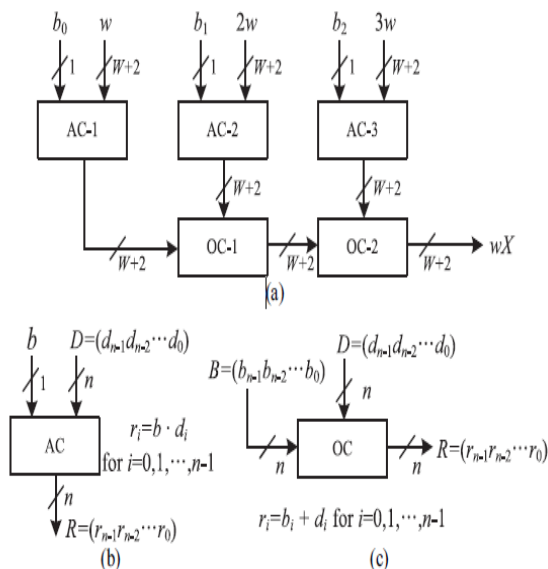 b₀ w b₁ 2w b₂ 3w
1 W+2 1 W+2 1 W+2
AC-1 AC-2 AC-3
W+2 W+2
OC-1 OC-2 wX
W+2 W+2 W+2
(a)
b D=(dₙ₋₁dₙ₋₂⋯d₀)
1 n
AC
rᵢ=b · dᵢ
for i=0,1,⋯,n-1
n
R=(rₙ₋₁rₙ₋₂⋯r₀)
(b)
D=(dₙ₋₁dₙ₋₂⋯d₀)
B=(bₙ₋₁bₙ₋₂⋯b₀)
n
OC
n n
R=(rₙ₋₁rₙ₋₂⋯r₀)
rᵢ=bᵢ + dᵢ for i=0,1,⋯,n-1
(c)